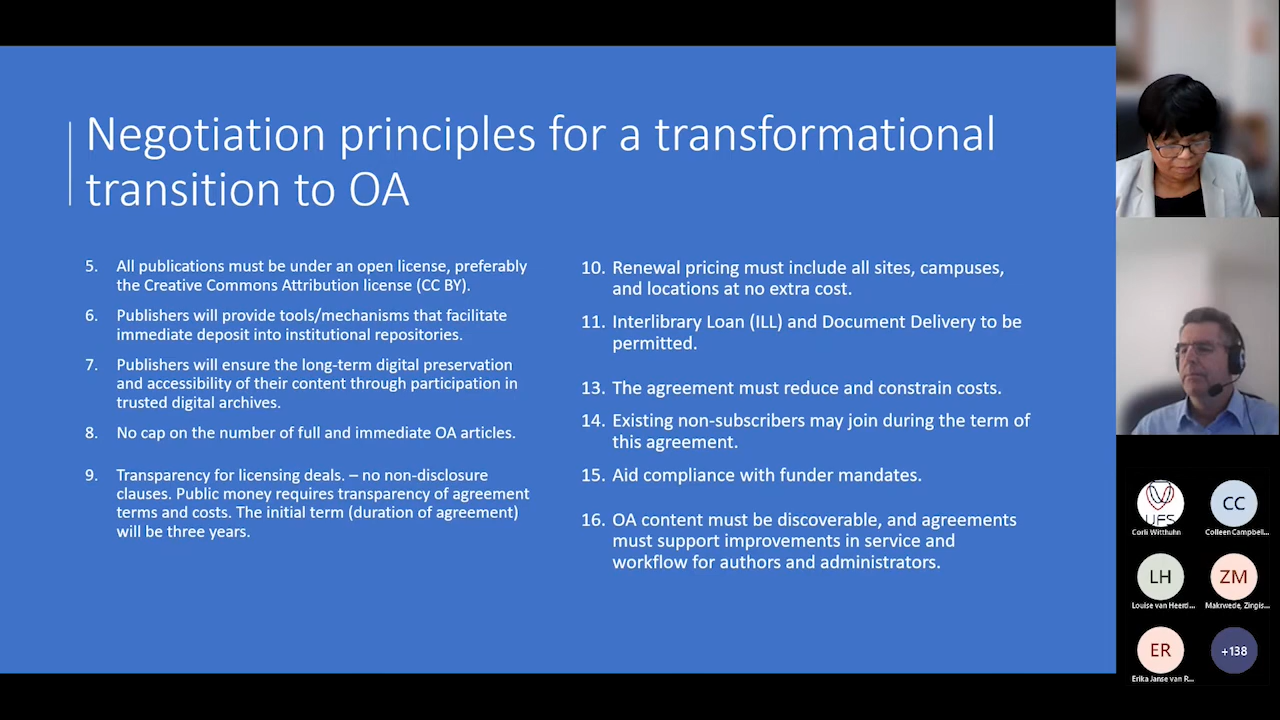 Negotiation principles for a transformational
transition to OA
5. All publications must be under an open license, preferably
the Creative Commons Attribution license (CC BY).
6. Publishers will provide tools/mechanisms that facilitate
immediate deposit into institutional repositories.
7. Publishers will ensure the long-term digital preservation
and accessibility of their content through participation in
trusted digital archives.
8. No cap on the number of full and immediate OA articles.
9. Transparency for licensing deals. – no non-disclosure
clauses. Public money requires transparency of agreement
terms and costs. The initial term (duration of agreement)
will be three years.
10. Renewal pricing must include all sites, campuses,
and locations at no extra cost.
11. Interlibrary Loan (ILL) and Document Delivery to be
permitted.
13. The agreement must reduce and constrain costs.
14. Existing non-subscribers may join during the term of
this agreement.
15. Aid compliance with funder mandates.
16. OA content must be discoverable, and agreements
must support improvements in service and
workflow for authors and administrators.
UFS
CC
Corli Witthuhn
Colleen Campbel...
LH
ZM
Louise van Heerd...
Makrwede, Zingis...
ER
+138
Erika Janse van R...